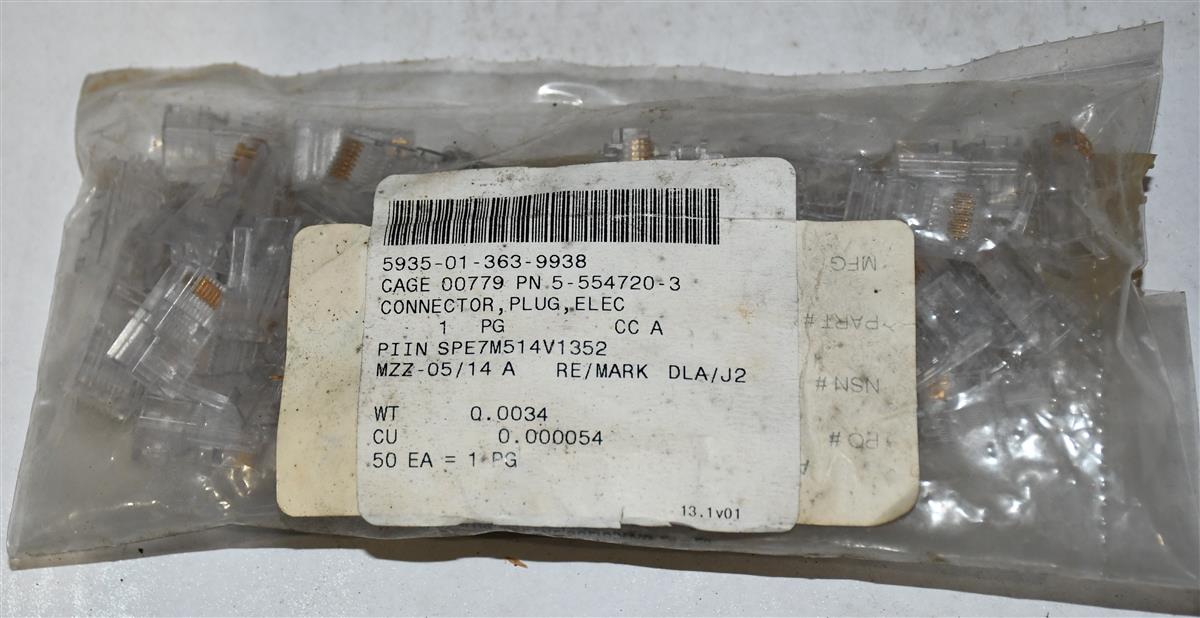 5935-01-363-9938
CAGE 00779 PN 5-554720-3
CONNECTOR, PLUG, ELEC
1 PG CC A
PIIN SPE7M514V1352
MZZ-05/14 A RE/MARK DLA/J2
WT 0.0034
CU 0.000054
50 EA = 1 PG
13.1v01
MFG
PART #
NSN #
PO #